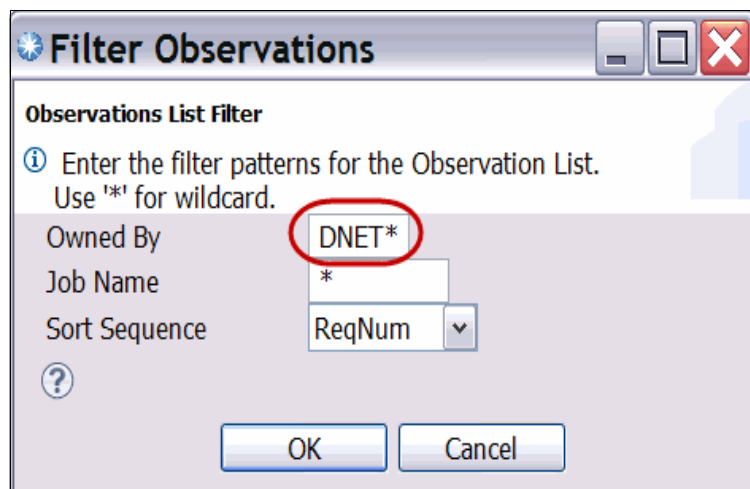 Filter Observations
Observations List Filter
Enter the filter patterns for the Observation List.
Use '*' for wildcard.
Owned By DNET*
Job Name *
Sort Sequence ReqNum
?
OK Cancel